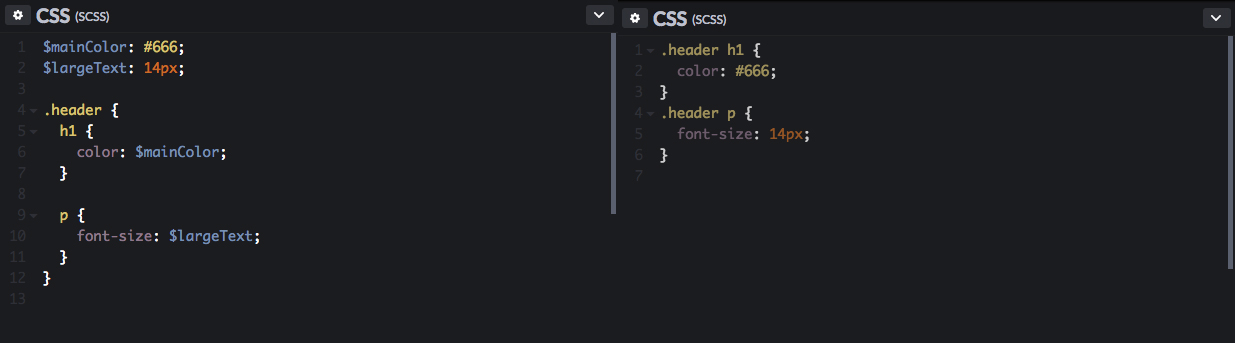 CSS (SCSS)
1 $mainColor: #666;
2 $largeText: 14px;
3
4 .header {
5   h1 {
6     color: $mainColor;
7   }
8
9   p {
10     font-size: $largeText;
11   }
12 }
13
CSS (SCSS)
1 .header h1 {
2   color: #666;
3 }
4 .header p {
5   font-size: 14px;
6 }
7